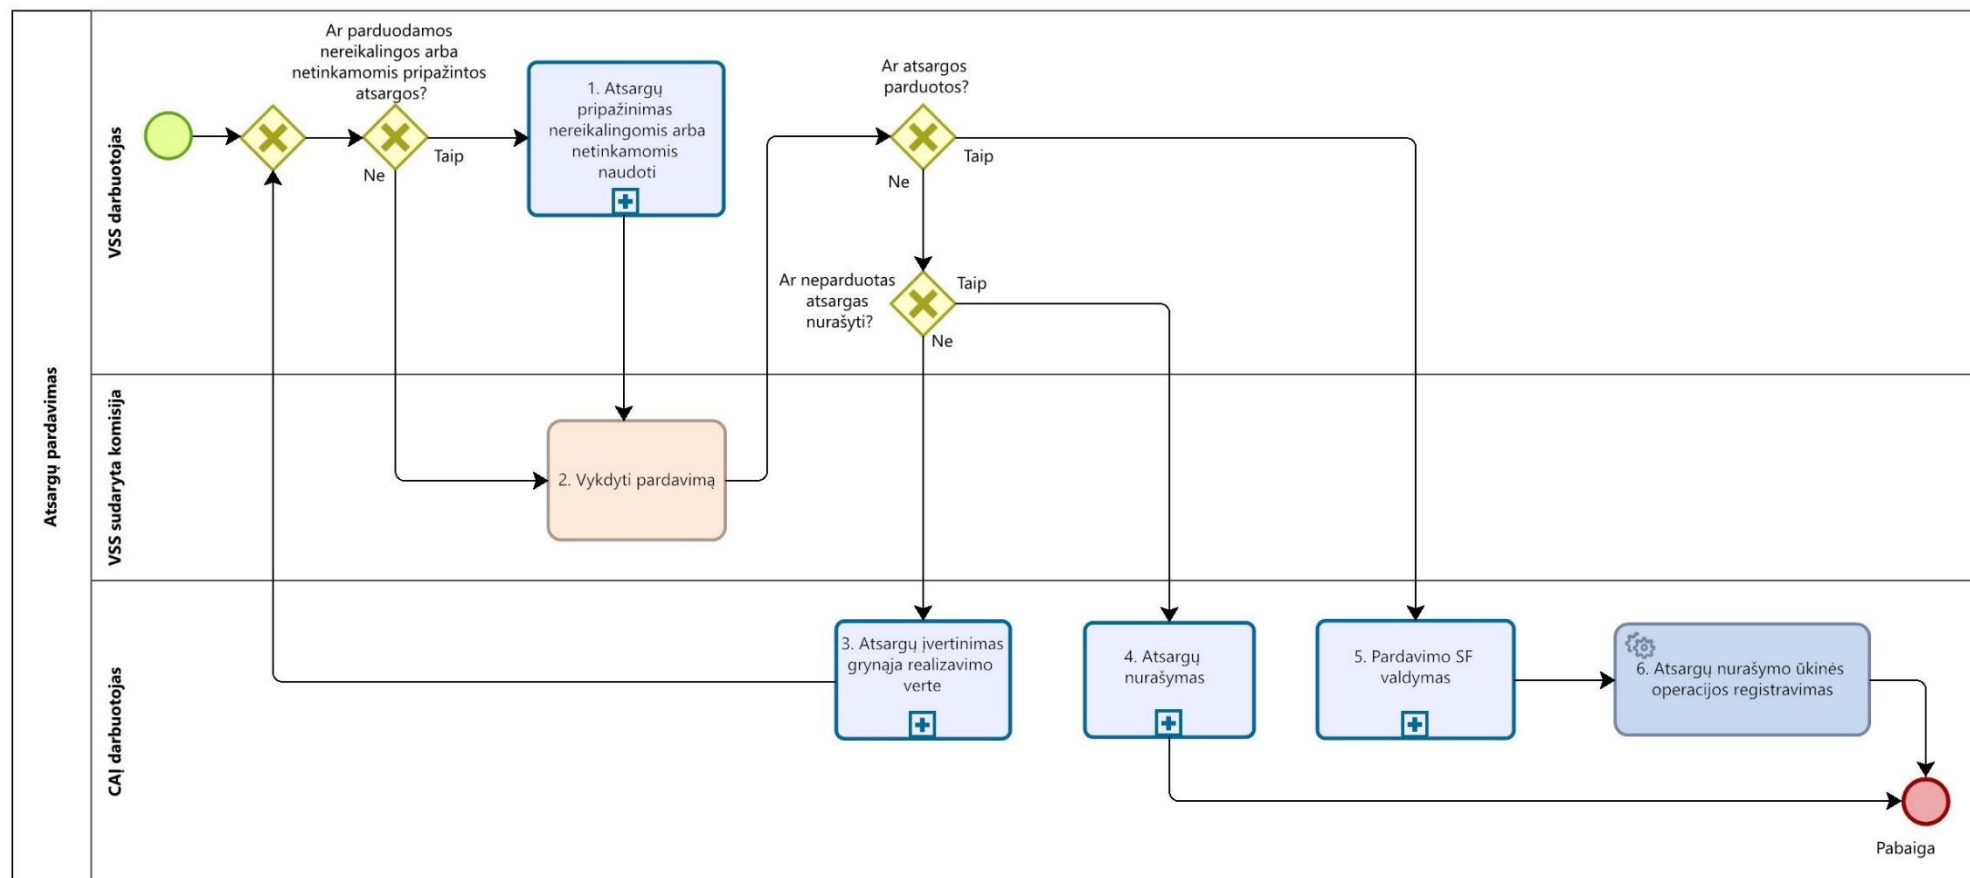 Atsargų pardavimas
VSS darbuotojas
Ar parduodamos
nereikalingos arba
netinkamomis pripažintos
atsargos?
Taip
Ne
1. Atsargų
pripažinimas
nereikalingomis arba
netinkamomis
naudoti
Ar atsargos
parduotos?
Taip
Ne
Ar neparduotas
atsargas
nurašyti?
Taip
Ne
VSS sudaryta komisija
2. Vykdyti pardavimą
CAĮ darbuotojas
3. Atsargų įvertinimas
grynąja realizavimo
verte
4. Atsargų
nurašymas
5. Pardavimo SF
valdymas
6. Atsargų nurašymo ūkinės
operacijos registravimas
Pabaiga